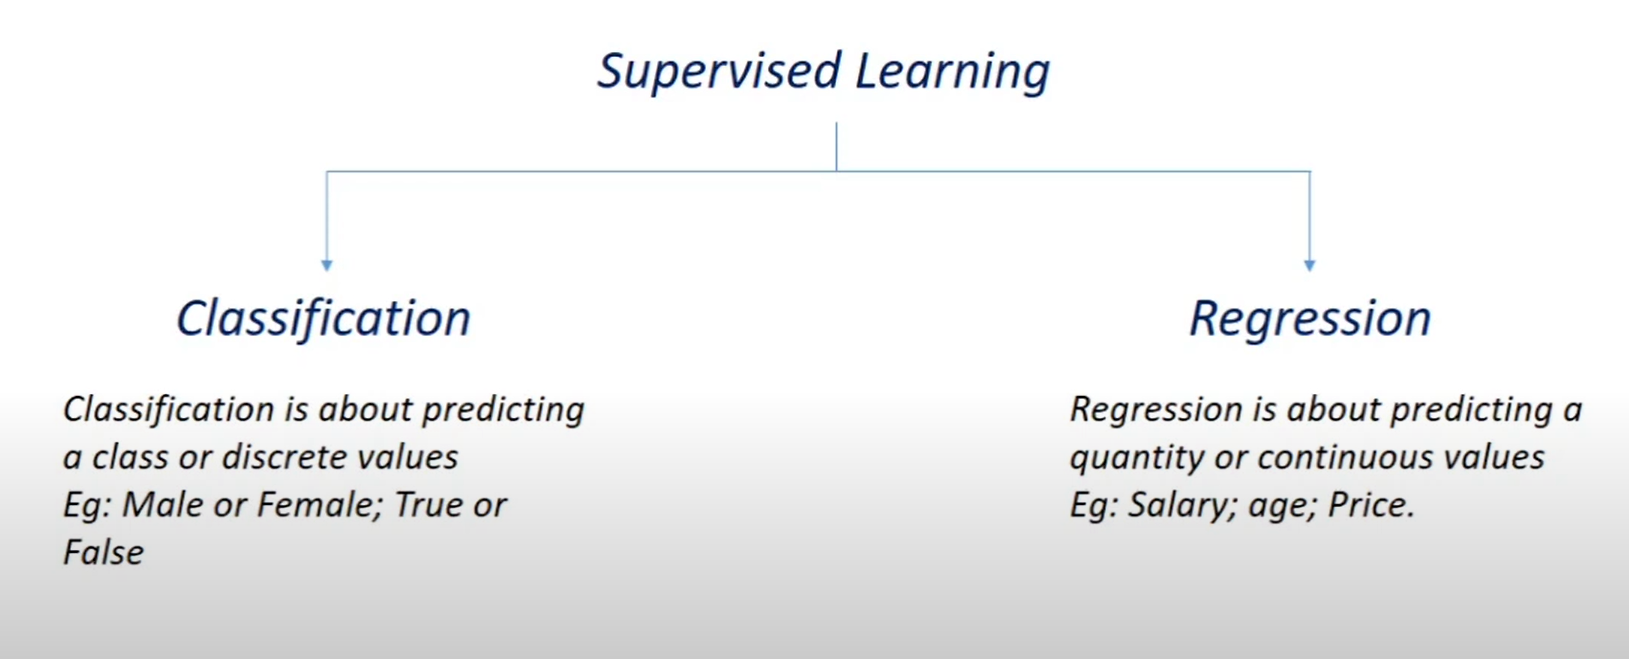 Supervised Learning
Classification
Classification is about predicting
a class or discrete values
Eg: Male or Female; True or
False
Regression
Regression is about predicting a
quantity or continuous values
Eg: Salary; age; Price.